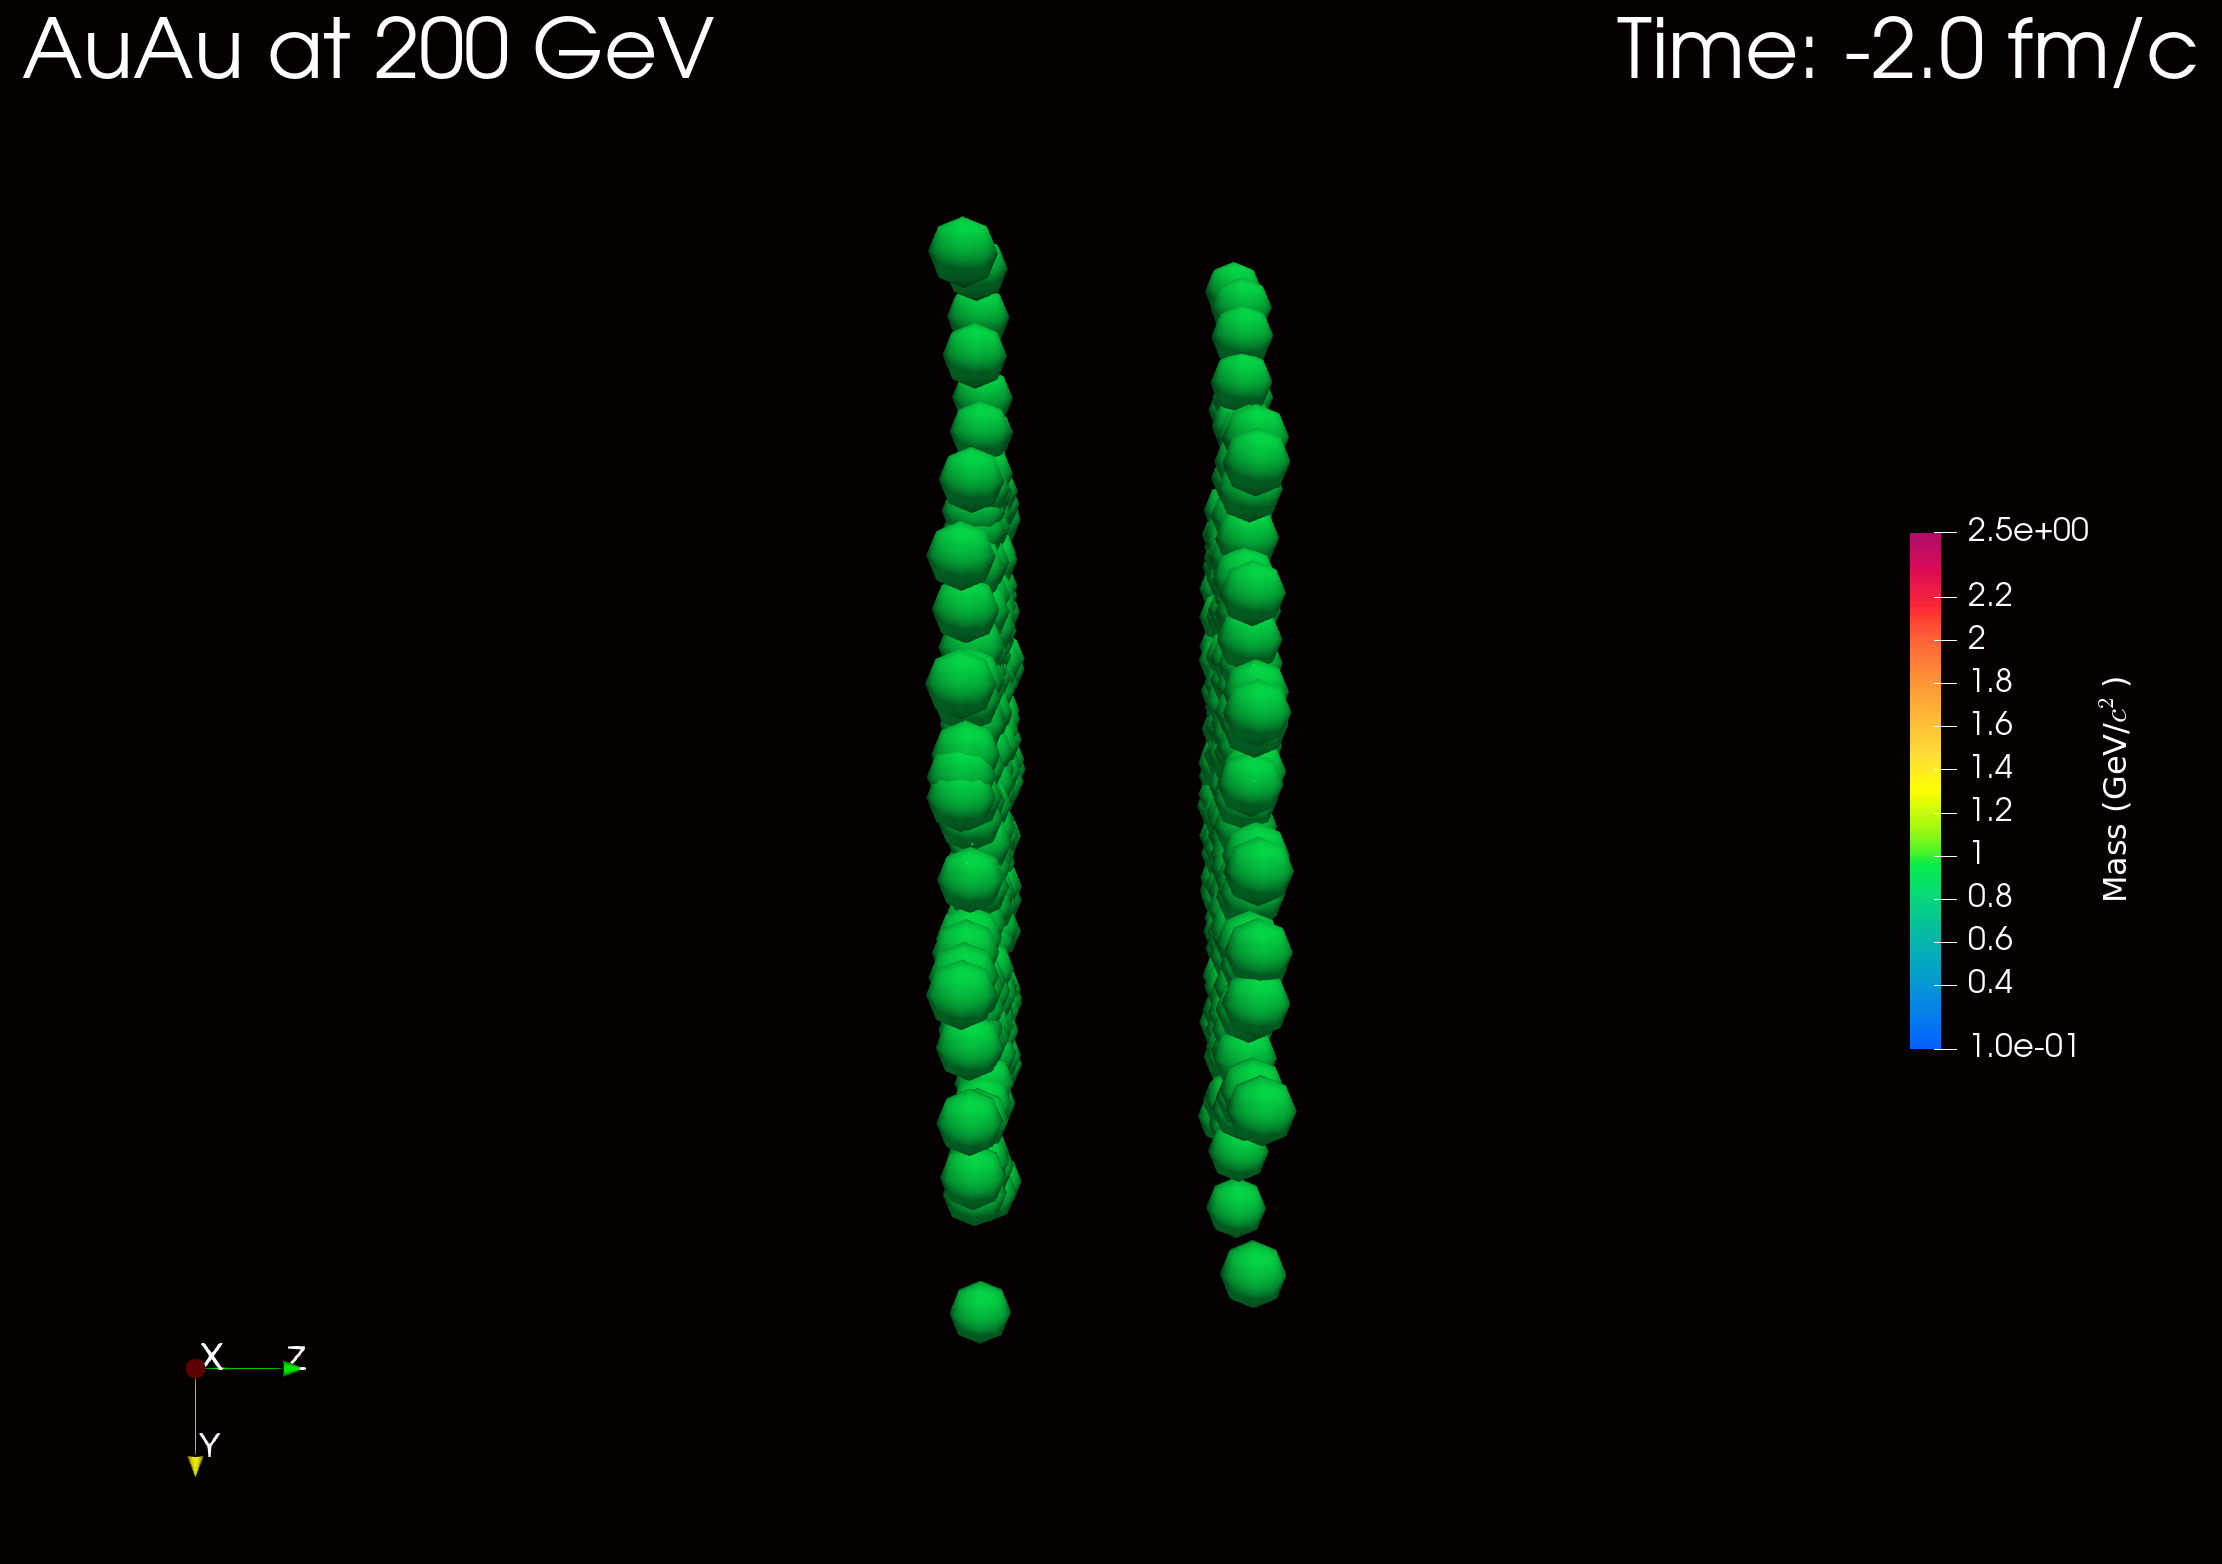 AuAu at 200 GeV
Time: -2.0 fm/c
2.5e+00
2.2
2
1.8
1.6
1.4
1.2
1
0.8
0.6
0.4
1.0e-01
Mass (GeV/c²)
X
Z
Y